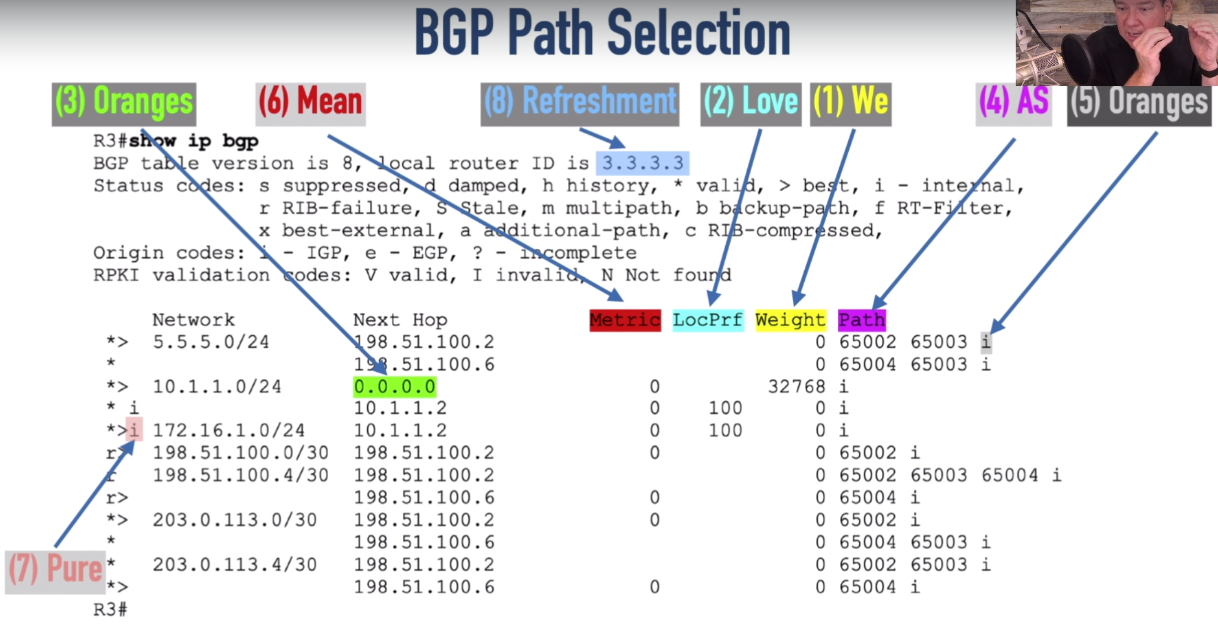 BGP Path Selection
(3) Oranges (6) Mean (8) Refreshment (2) Love (1) We (4) AS (5) Oranges
R3#show ip bgp
BGP table version is 8, local router ID is 3.3.3.3
Status codes: s suppressed, d damped, h history, * valid, > best, i - internal,
r RIB-failure, S Stale, m multipath, b backup-path, f RT-Filter,
x best-external, a additional-path, c RIB-compressed,
Origin codes: i - IGP, e - EGP, ? - incomplete
RPKI validation codes: V valid, I invalid, N Not found
Network Next Hop Metric LocPrf Weight Path
*> 5.5.5.0/24 198.51.100.2 0 65002 65003 i
* 198.51.100.6 0 65004 65003 i
*> 10.1.1.0/24 0.0.0.0 0 32768 i
* i 10.1.1.2 0 100 0 i
*>i 172.16.1.0/24 10.1.1.2 0 100 0 i
r> 198.51.100.0/30 198.51.100.2 0 0 65002 i
r 198.51.100.4/30 198.51.100.2 0 65002 65003 65004 i
r> 198.51.100.6 0 0 65004 i
*> 203.0.113.0/30 198.51.100.2 0 0 65002 i
* 198.51.100.6 0 65004 65003 i
(7) Pure
* 203.0.113.4/30 198.51.100.2 0 65002 65003 i
*> 198.51.100.6 0 0 65004 i
R3#